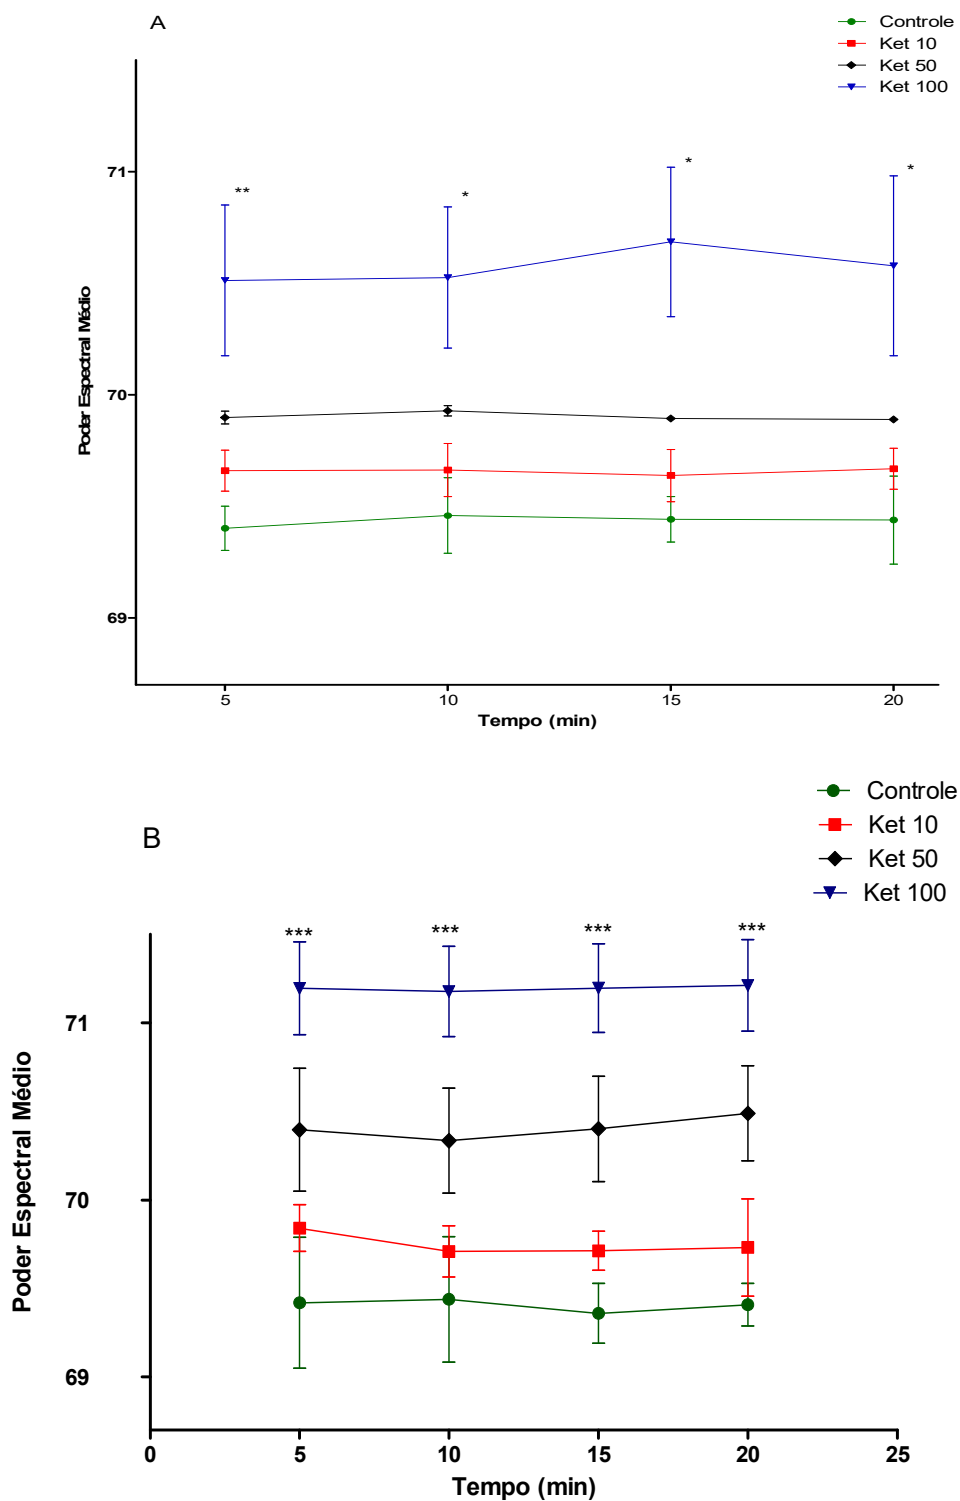 A
Controle
Ket 10
Ket 50
Ket 100
71
70
69
Poder Espectral Médio
**
*
*
*
5
10
15
20
Tempo (min)
B
Controle
Ket 10
Ket 50
Ket 100
71
70
69
Poder Espectral Médio
***
***
***
***
0
5
10
15
20
25
Tempo (min)